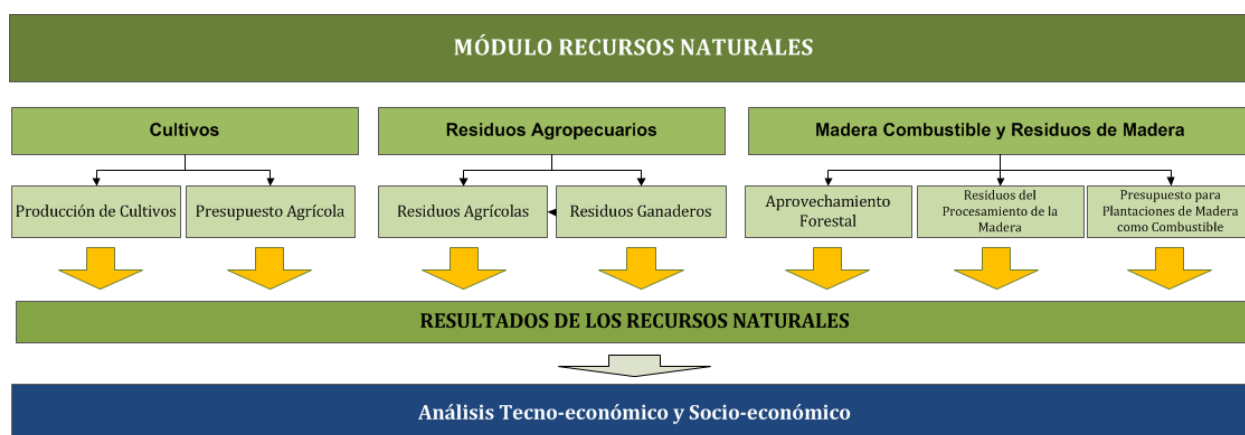 MÓDULO RECURSOS NATURALES
Cultivos
Residuos Agropecuarios
Madera Combustible y Residuos de Madera
Producción de Cultivos
Presupuesto Agrícola
Residuos Agrícolas
Residuos Ganaderos
Aprovechamiento
Forestal
Residuos del
Procesamiento de la
Madera
Presupuesto para
Plantaciones de Madera
como Combustible
RESULTADOS DE LOS RECURSOS NATURALES
Análisis Tecno-económico y Socio-económico